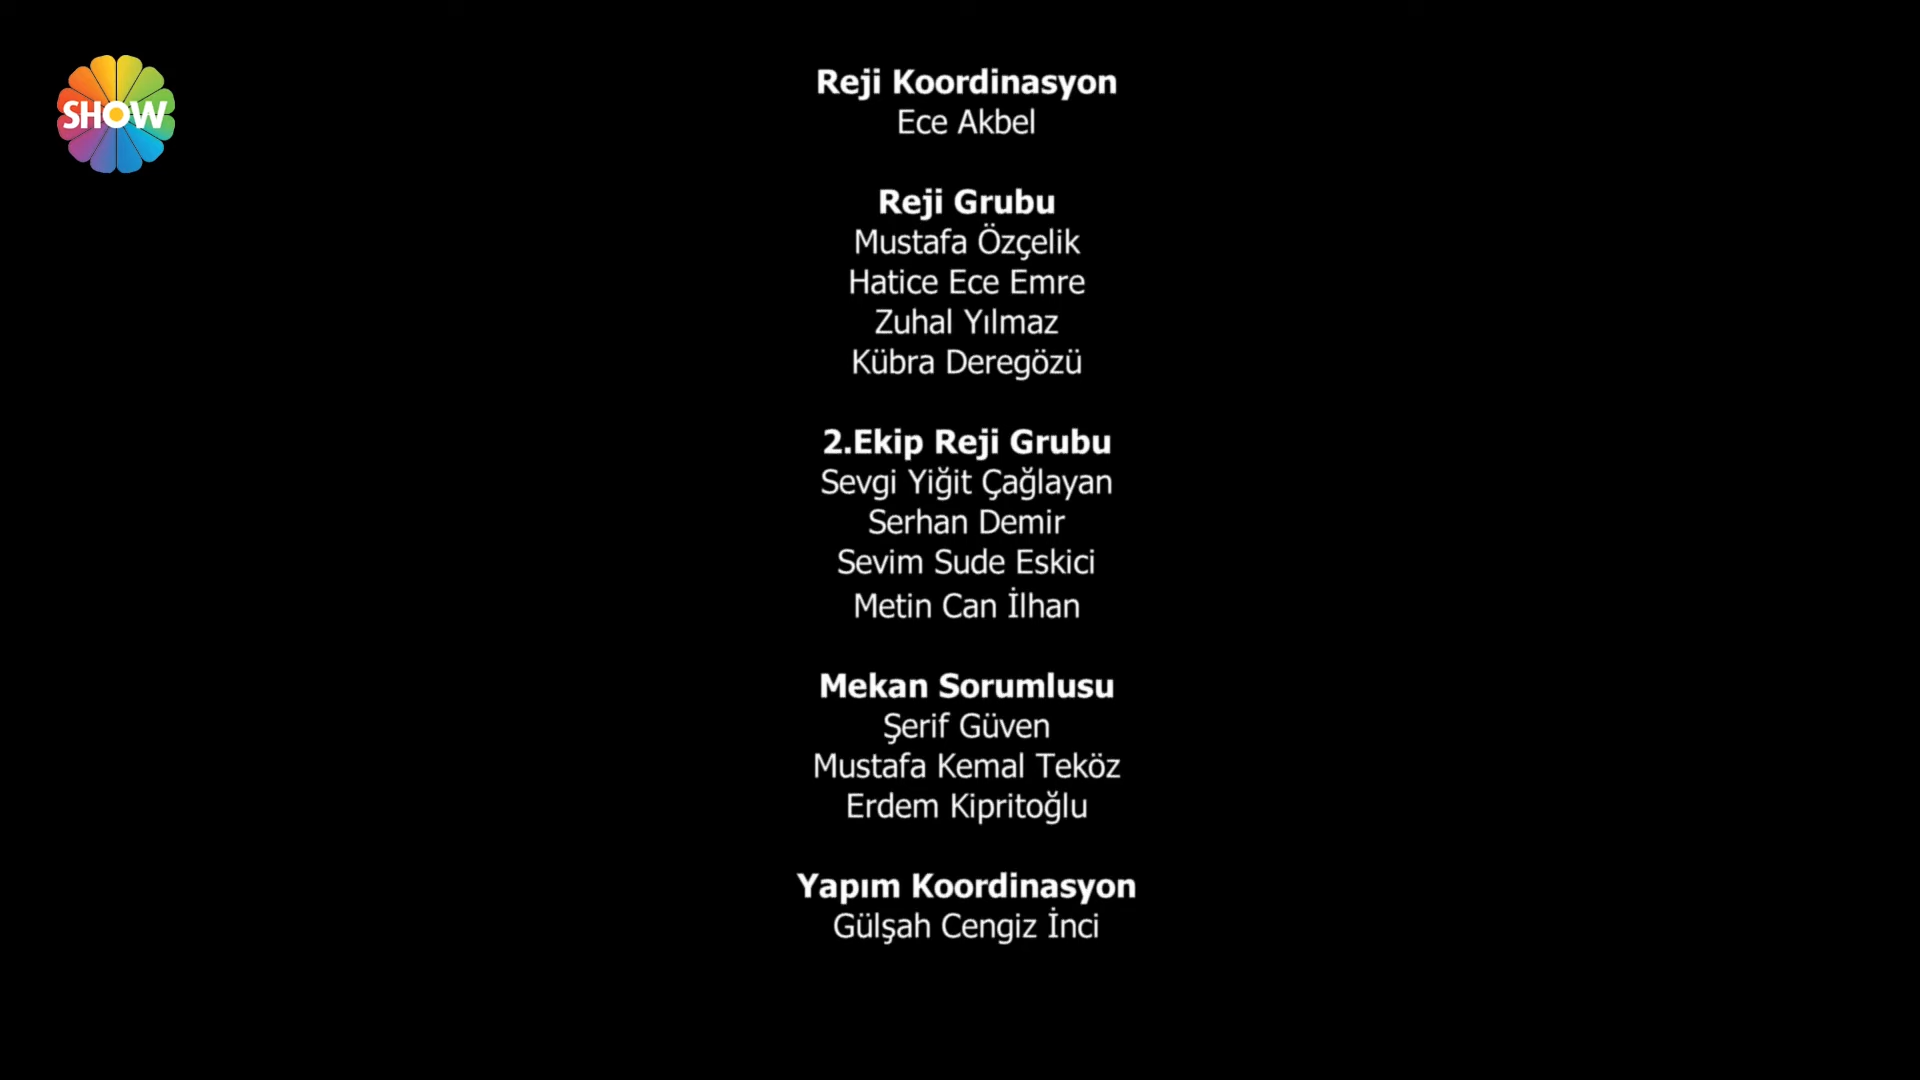 SHOW
Reji Koordinasyon
Ece Akbel
Reji Grubu
Mustafa Özçelik
Hatice Ece Emre
Zuhal Yılmaz
Kübra Deregözü
2.Ekip Reji Grubu
Sevgi Yiğit Çağlayan
Serhan Demir
Sevim Sude Eskici
Metin Can İlhan
Mekan Sorumlusu
Şerif Güven
Mustafa Kemal Teköz
Erdem Kipritoğlu
Yapım Koordinasyon
Gülşah Cengiz İnci